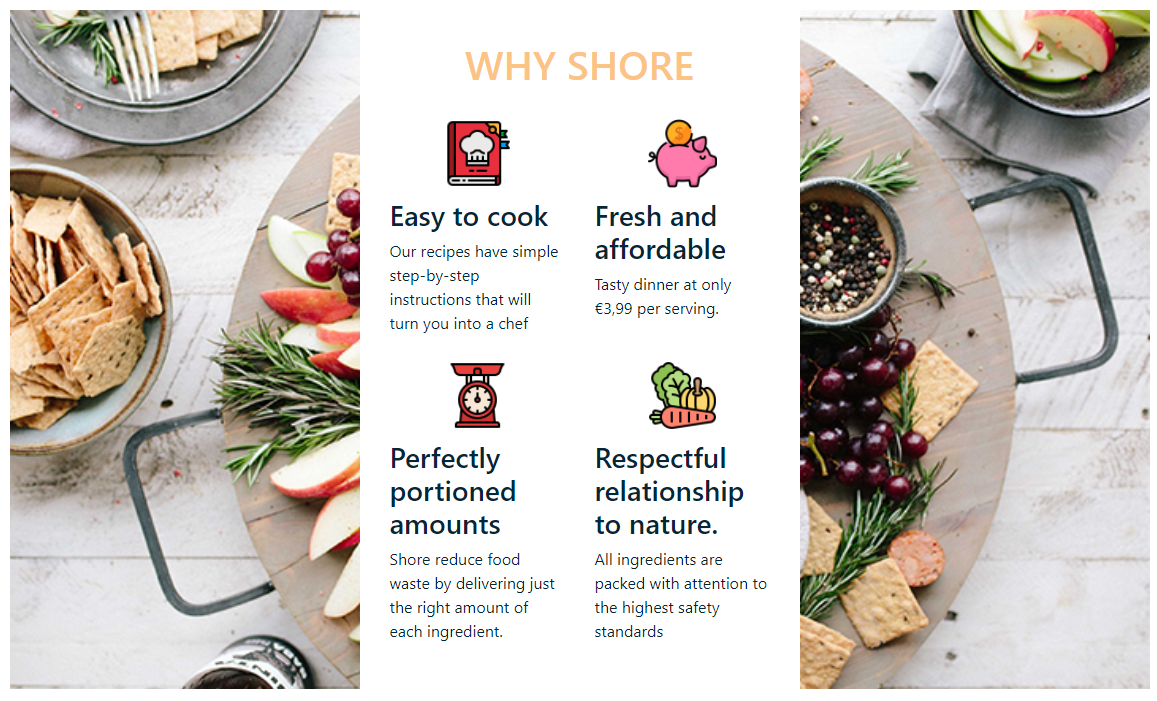 WHY SHORE
Easy to cook
Our recipes have simple
step-by-step
instructions that will
turn you into a chef
Fresh and
affordable
Tasty dinner at only
€3,99 per serving.
Perfectly
portioned
amounts
Shore reduce food
waste by delivering just
the right amount of
each ingredient.
Respectful
relationship
to nature.
All ingredients are
packed with attention to
the highest safety
standards